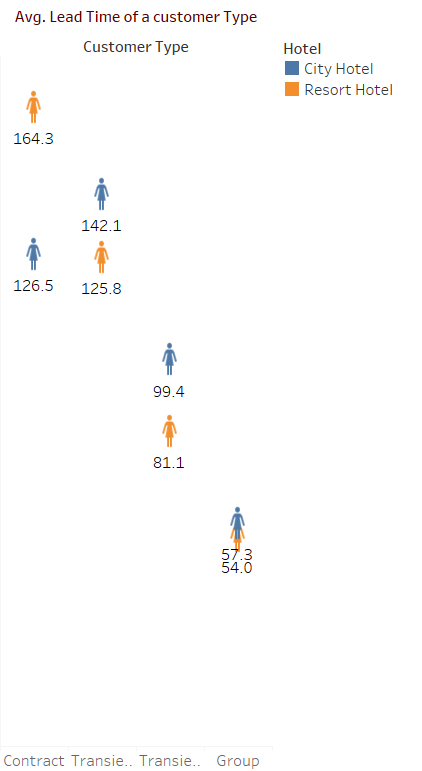 Avg. Lead Time of a customer Type
Customer Type
Hotel
City Hotel
Resort Hotel
164.3
142.1
126.5
125.8
99.4
81.1
57.3
54.0
Contract Transie.. Transie.. Group